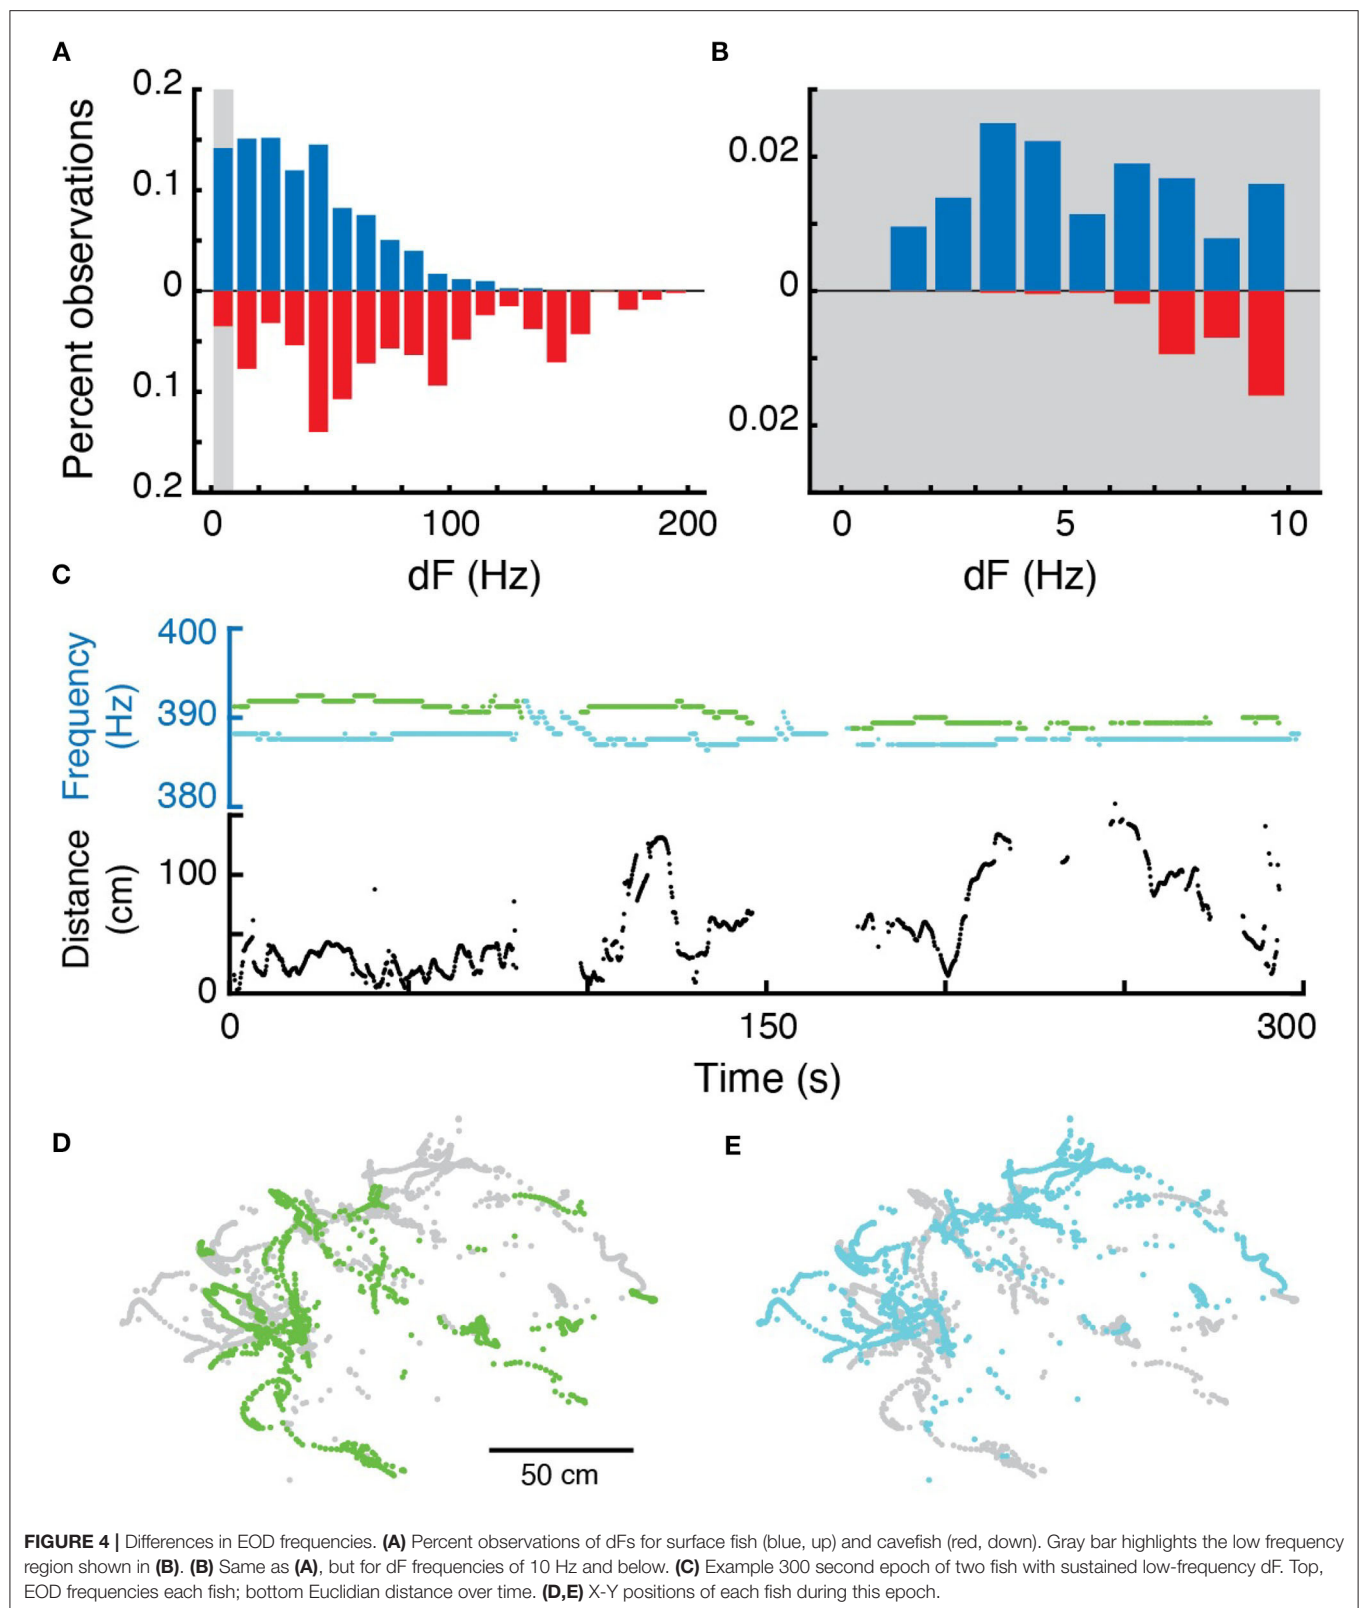 A
B
0.2
0.1
0
0.1
0.2
Percent observations
0
100
200
dF (Hz)
0.02
0
0.02
0
5
10
dF (Hz)
C
400
390
380
Frequency
(Hz)
100
0
Distance
(cm)
0
150
300
Time (s)
D
E
50 cm
FIGURE 4 | Differences in EOD frequencies. (A) Percent observations of dFs for surface fish (blue, up) and cavefish (red, down). Gray bar highlights the low frequency
region shown in (B). (B) Same as (A), but for dF frequencies of 10 Hz and below. (C) Example 300 second epoch of two fish with sustained low-frequency dF. Top,
EOD frequencies each fish; bottom Euclidian distance over time. (D,E) X-Y positions of each fish during this epoch.